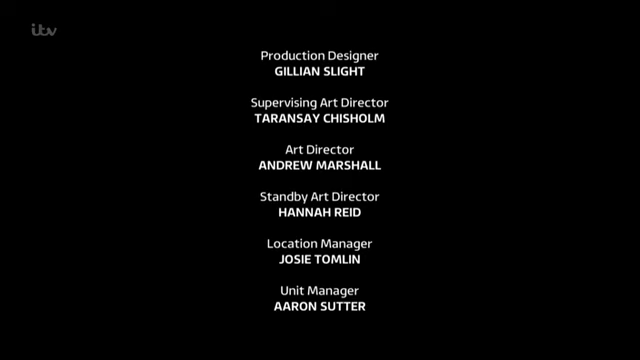 itv
Production Designer
GILLIAN SLIGHT
Supervising Art Director
TARANSAY CHISHOLM
Art Director
ANDREW MARSHALL
Standby Art Director
HANNAH REID
Location Manager
JOSIE TOMLIN
Unit Manager
AARON SUTTER